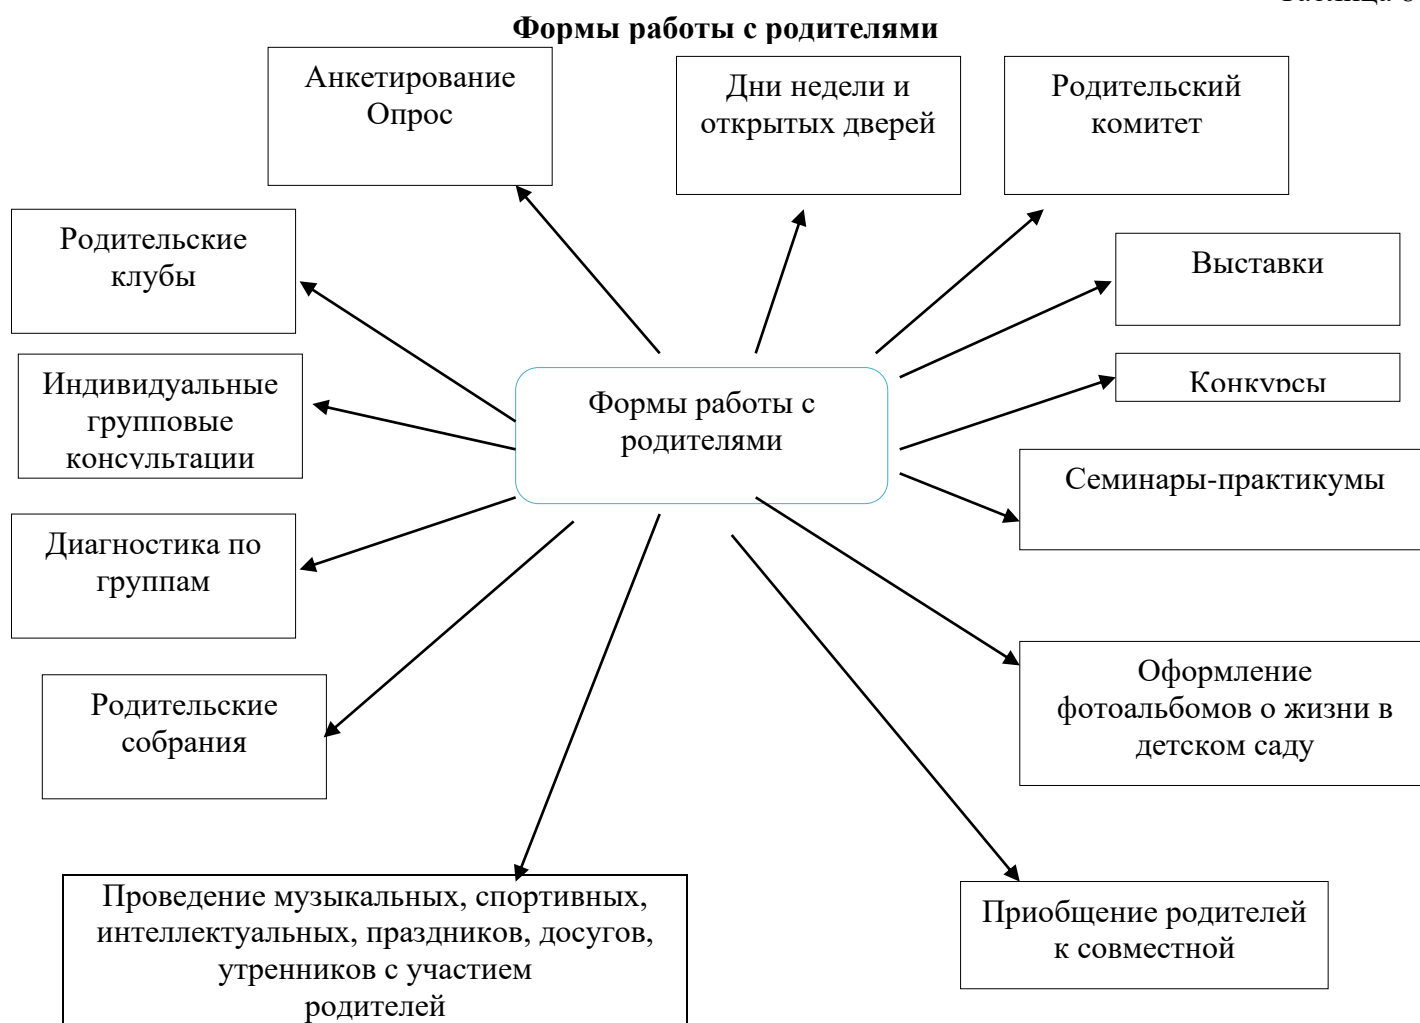 Формы работы с родителями
Анкетирование
Опрос
Дни недели и
открытых дверей
Родительский
комитет
Родительские
клубы
Выставки
Индивидуальные
групповые
консультации
Формы работы с
родителями
Конкурсы
Семинары-практикумы
Диагностика по
группам
Родительские
собрания
Оформление
фотоальбомов о жизни в
детском саду
Проведение музыкальных, спортивных,
интеллектуальных, праздников, досугов,
утренников с участием
родителей
Приобщение родителей
к совместной